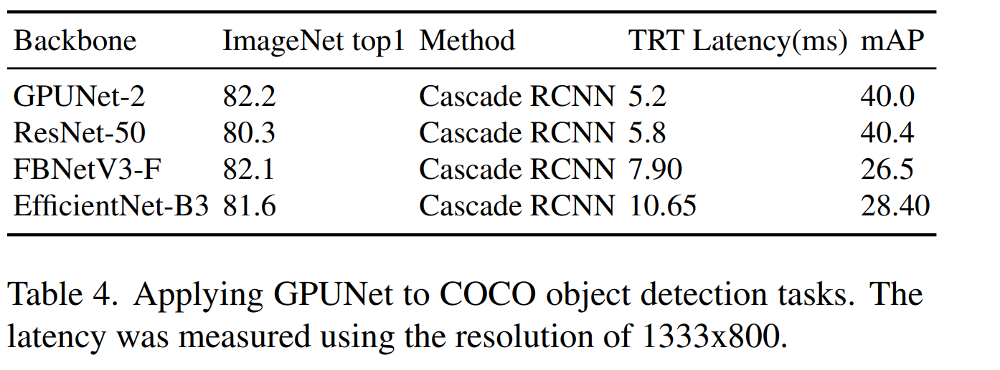 Backbone ImageNet top1 Method TRT Latency(ms) mAP
GPUNet-2 82.2 Cascade RCNN 5.2 40.0
ResNet-50 80.3 Cascade RCNN 5.8 40.4
FBNetV3-F 82.1 Cascade RCNN 7.90 26.5
EfficientNet-B3 81.6 Cascade RCNN 10.65 28.40
Table 4. Applying GPUNet to COCO object detection tasks. The
latency was measured using the resolution of 1333x800.